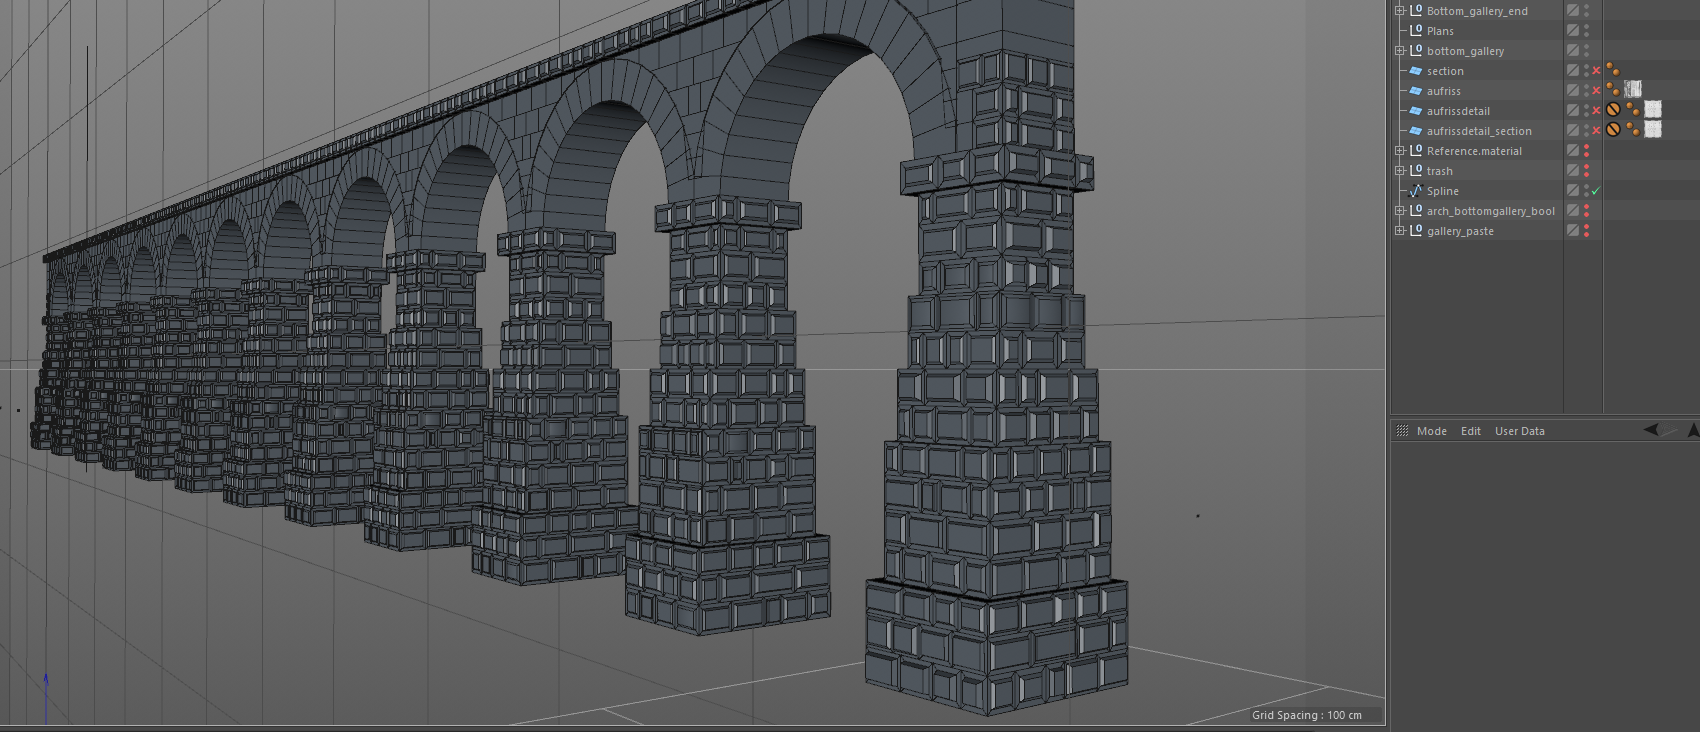 Bottom_gallery_end
Plans
bottom_gallery
section
aufriss
aufrissdetail
aufrissdetail_section
Reference.material
trash
Spline
arch_bottomgallery_bool
gallery_paste
Mode Edit User Data
Grid Spacing : 100 cm